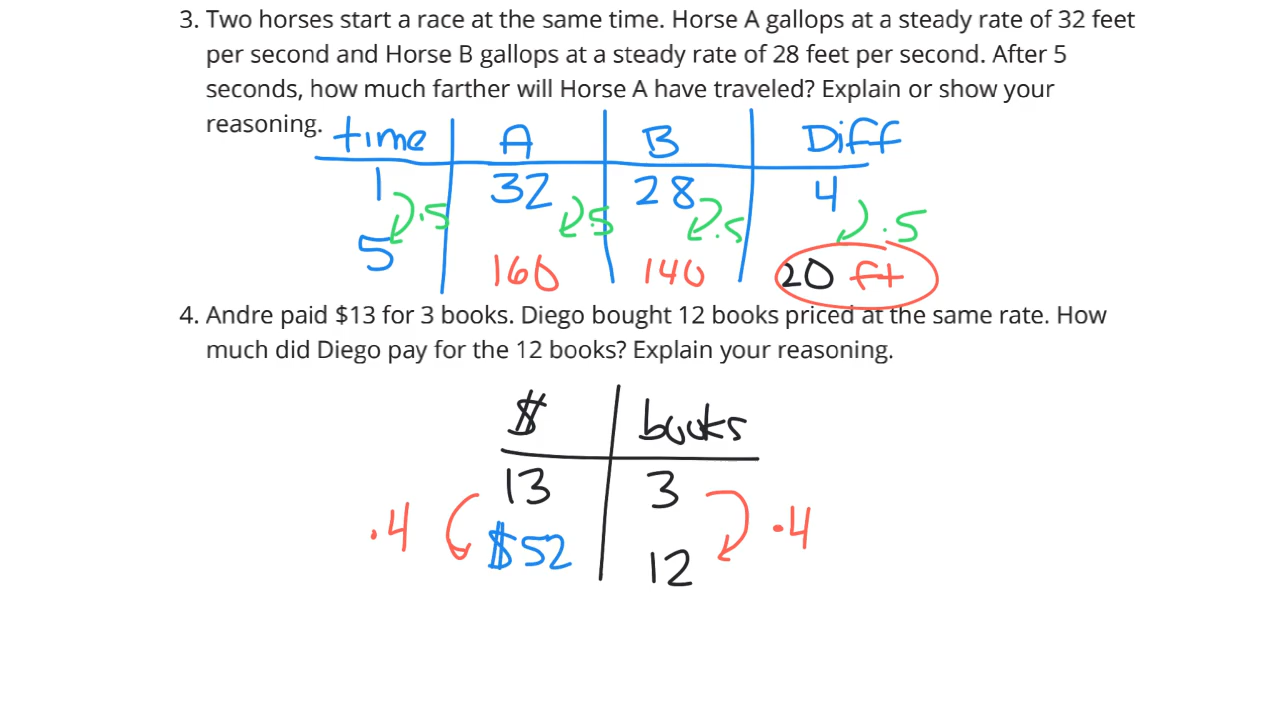 3. Two horses start a race at the same time. Horse A gallops at a steady rate of 32 feet
per second and Horse B gallops at a steady rate of 28 feet per second. After 5
seconds, how much farther will Horse A have traveled? Explain or show your
reasoning.
time A B Diff
1 32 28 4
.5 .5 .5 .5
5 160 140 20 ft
4. Andre paid $13 for 3 books. Diego bought 12 books priced at the same rate. How
much did Diego pay for the 12 books? Explain your reasoning.
$ books
13 3
.4 .4
$52 12